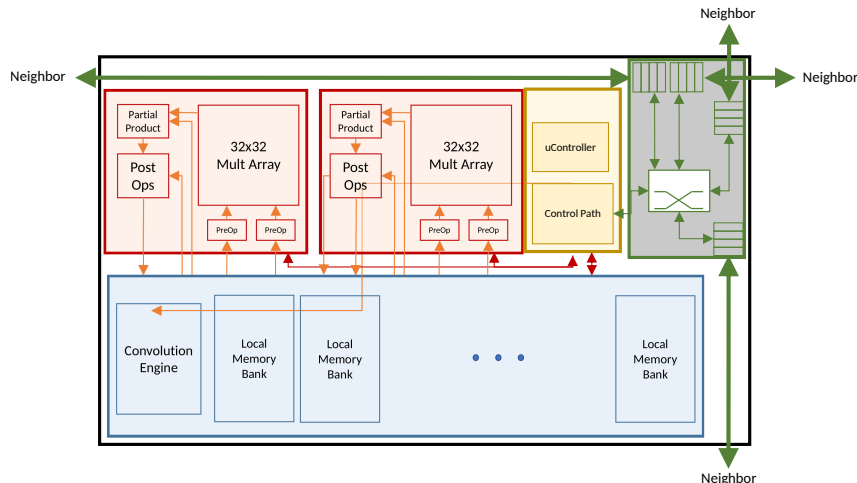 Neighbor
Neighbor
Neighbor
Partial
Product
32x32
Mult Array
Post
Ops
PreOp
PreOp
Partial
Product
32x32
Mult Array
Post
Ops
PreOp
PreOp
uController
Control Path
Convolution
Engine
Local
Memory
Bank
Local
Memory
Bank
Local
Memory
Bank
Neighbor